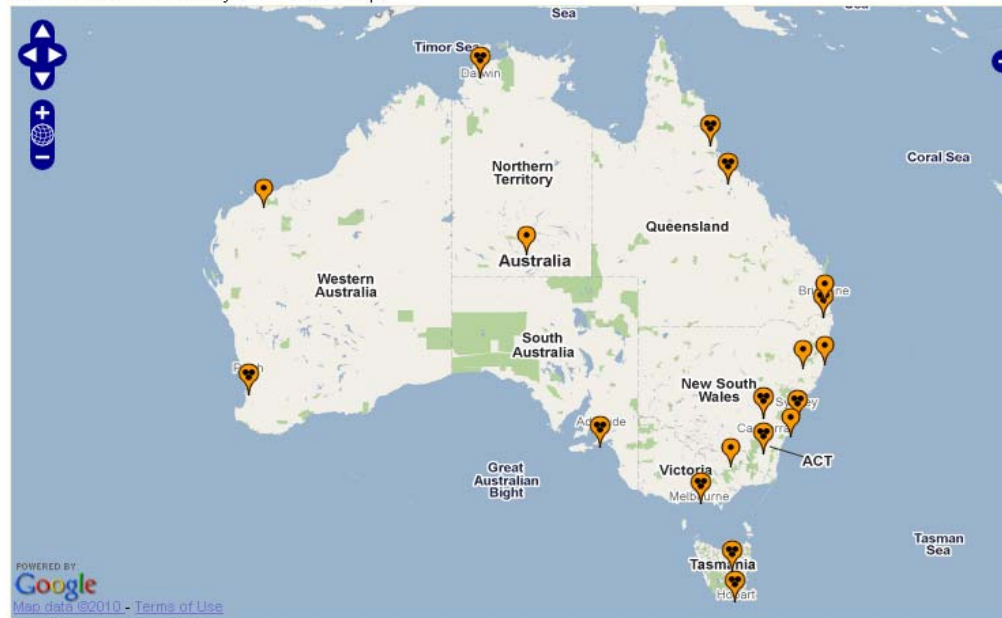 Sea
Timor Sea
Darwin
Coral Sea
Northern
Territory
Queensland
Australia
Western
Australia
South
Australia
New South
Wales
ACT
Great
Australian
Bight
Victoria
Melbourne
Tasmania
Hobart
Tasman
Sea
POWERED BY
Google
Map data ©2010 - Terms of Use